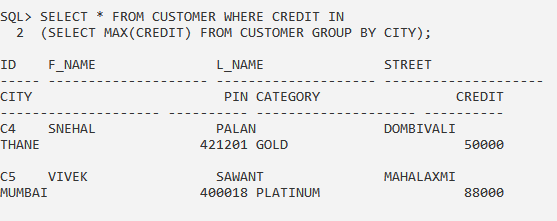 SQL> SELECT * FROM CUSTOMER WHERE CREDIT IN
  2  (SELECT MAX(CREDIT) FROM CUSTOMER GROUP BY CITY);
ID    F_NAME               L_NAME               STREET
----- -------------------- -------------------- --------------------
CITY                        PIN CATEGORY                 CREDIT
-------------------- ---------- -------------------- ----------
C4    SNEHAL               PALAN                DOMBIVALI
THANE                    421201 GOLD                      50000
C5    VIVEK                SAWANT               MAHALAXMI
MUMBAI                   400018 PLATINUM                  88000